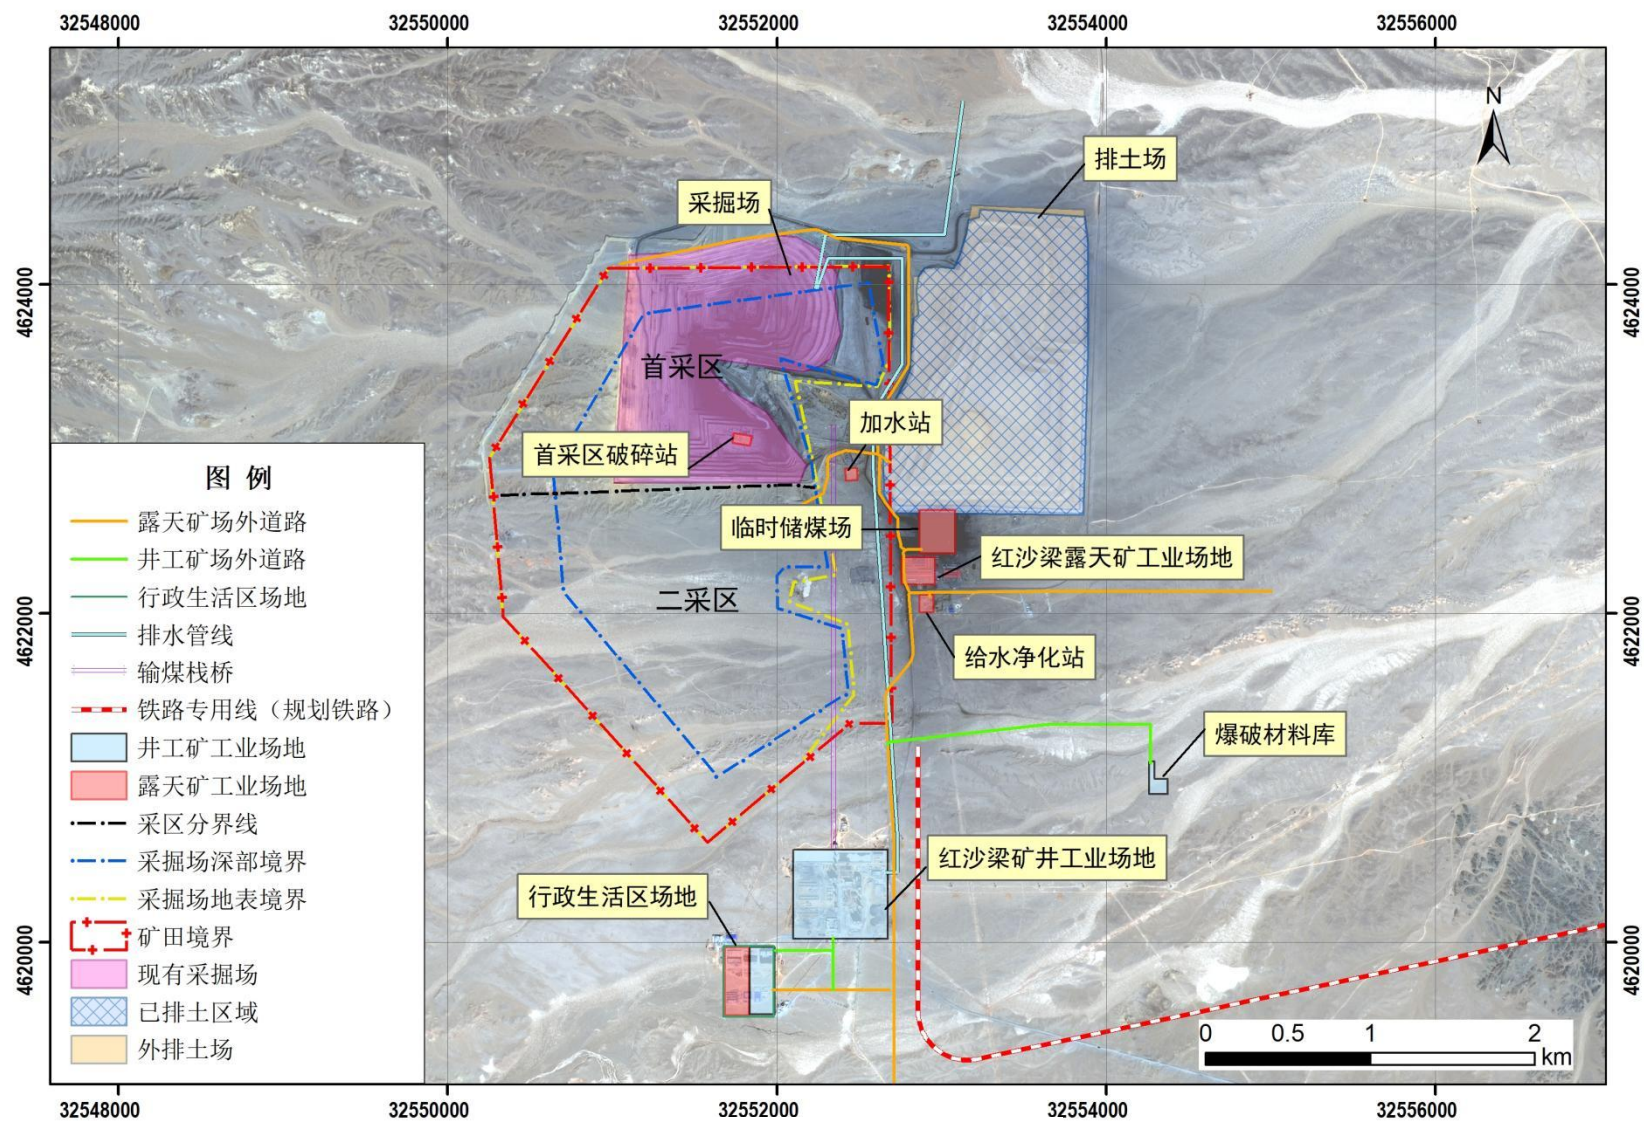 32548000 32550000 32552000 32554000 32556000
N
排土场
采掘场
4624000 4624000
首采区
加水站
首采区破碎站
临时储煤场
红沙梁露天矿工业场地
二采区
4622000 4622000
给水净化站
爆破材料库
红沙梁矿井工业场地
行政生活区场地
4620000 4620000
图 例
露天矿场外道路
井工矿场外道路
行政生活区场地
排水管线
输煤栈桥
铁路专用线（规划铁路）
井工矿工业场地
露天矿工业场地
采区分界线
采掘场深部境界
采掘场地表境界
矿田境界
现有采掘场
已排土区域
外排土场
0 0.5 1 2
km
32548000 32550000 32552000 32554000 32556000